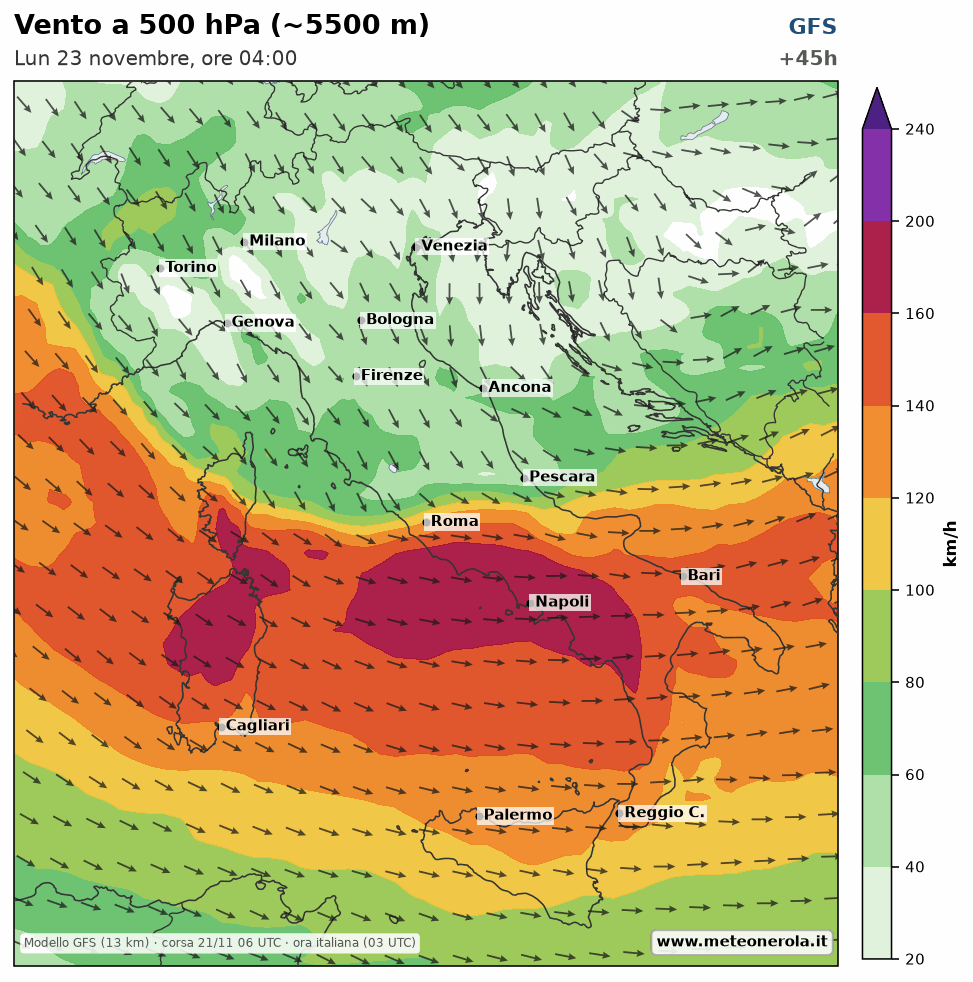 Vento a 500 hPa (~5500 m)
GFS
Lun 23 novembre, ore 04:00
+45h
Milano
Venezia
Torino
Genova
Bologna
Firenze
Ancona
Pescara
Roma
Bari
Napoli
Cagliari
Palermo
Reggio C.
240
200
160
140
120
100
80
60
40
20
km/h
Modello GFS (13 km) · corsa 21/11 06 UTC · ora italiana (03 UTC)
www.meteonerola.it